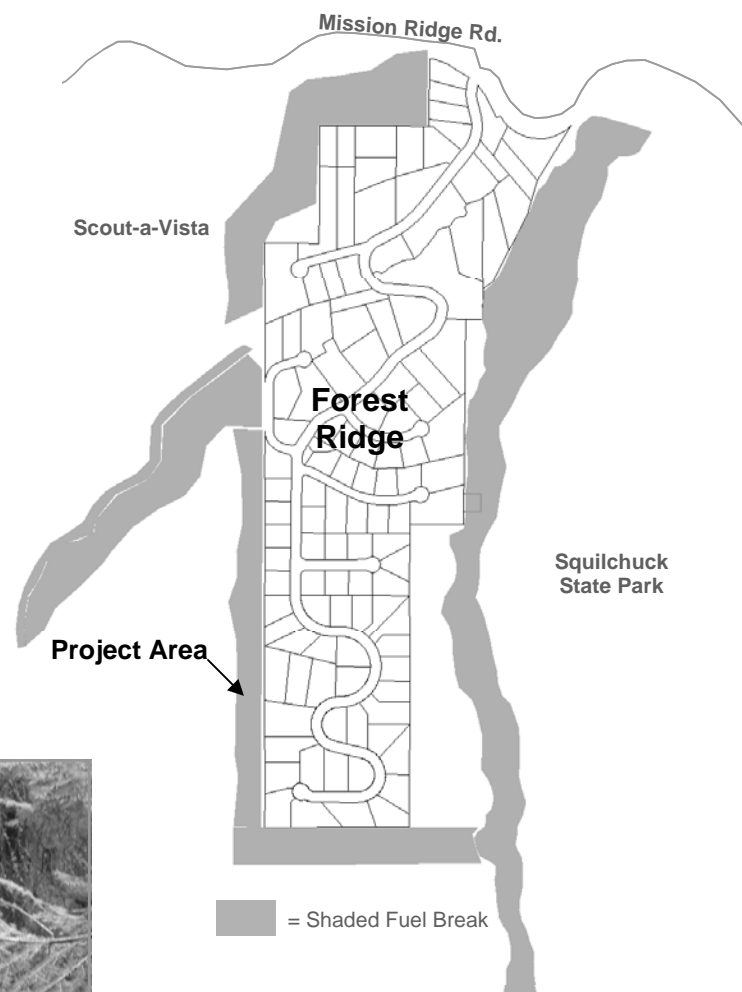 Mission Ridge Rd.
Scout-a-Vista
Forest
Ridge
Squilchuck
State Park
Project Area
= Shaded Fuel Break